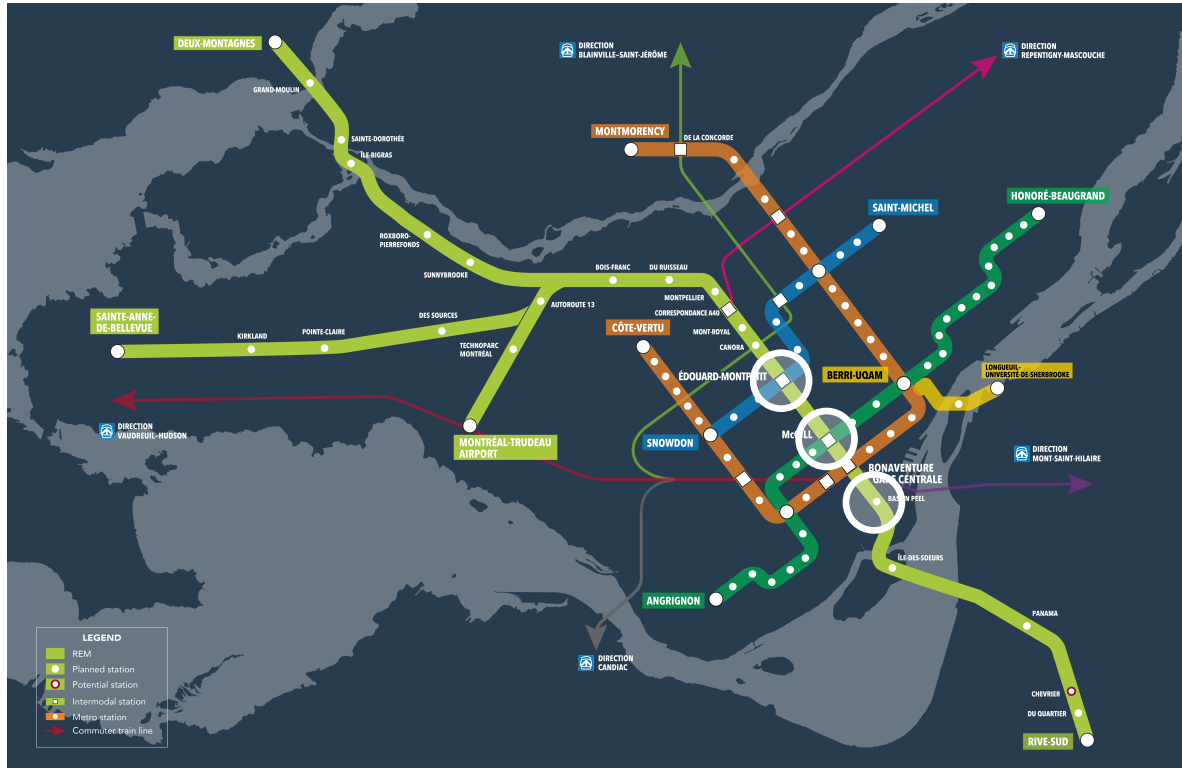 DEUX-MONTAGNES
DIRECTION
BLAINVILLE–SAINT-JÉRÔME
DIRECTION
REPENTIGNY-MASCOUCHE
GRAND-MOULIN
MONTMORENCY
DE LA CONCORDE
SAINTE-DOROTHÉE
ÎLE-BIGRAS
HONORÉ-BEAUGRAND
SAINT-MICHEL
ROXBORO-
PIERREFONDS
SUNNYBROOKE
BOIS-FRANC
DU RUISSEAU
MONTPELLIER
AUTOROUTE 13
CORRESPONDANCE A40
SAINTE-ANNE-
DE-BELLEVUE
DES SOURCES
KIRKLAND
POINTE-CLAIRE
CÔTE-VERTU
MONT-ROYAL
CANORA
TECHNOPARC
MONTRÉAL
ÉDOUARD-MONTPETIT
BERRI-UQAM
LONGUEUIL–
UNIVERSITÉ-DE-SHERBROOKE
DIRECTION
VAUDREUIL–HUDSON
MONTRÉAL-TRUDEAU
AIRPORT
SNOWDON
McGILL
DIRECTION
MONT-SAINT-HILAIRE
BONAVENTURE
GARE CENTRALE
BASSIN PEEL
ÎLE-DES-SOEURS
ANGRIGNON
PANAMA
DIRECTION
CANDIAC
CHEVRIER
DU QUARTIER
RIVE-SUD
LEGEND
REM
Planned station
Potential station
Intermodal station
Metro station
Commuter train line